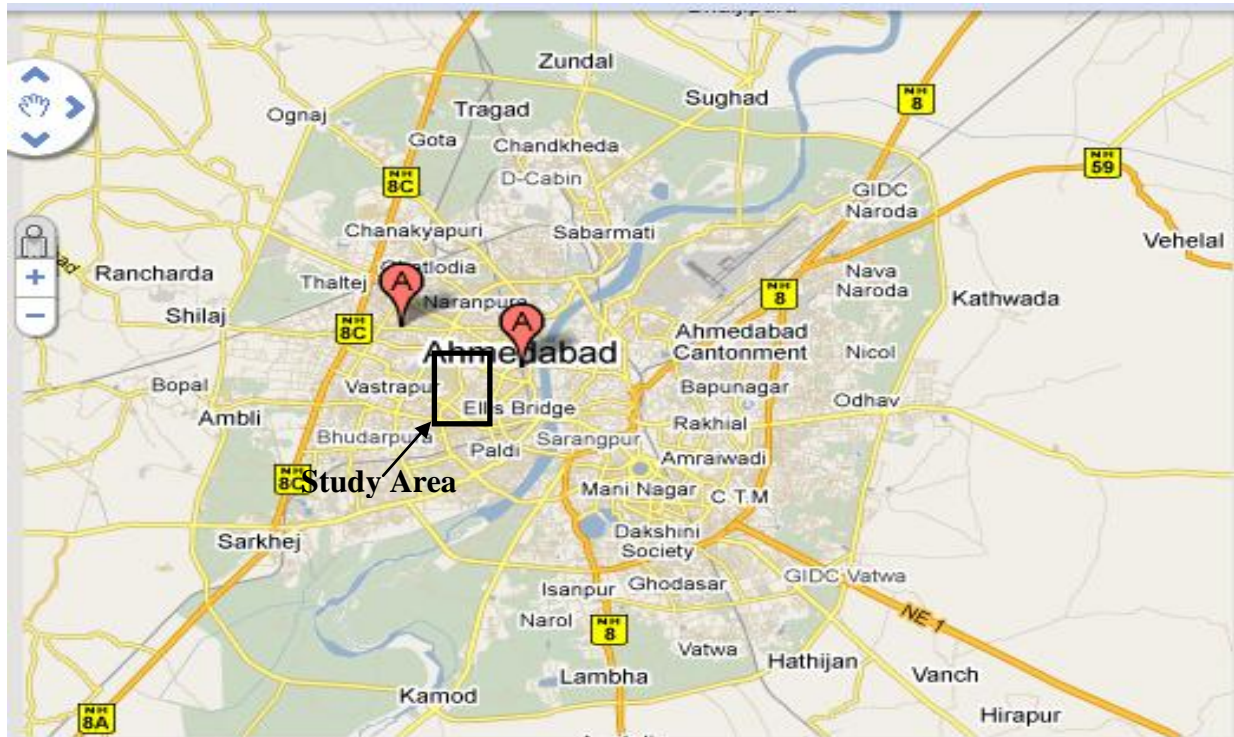 Zundal
Sughad
Tragad
Ognaj
NH 8
Gota
Chandkheda
NH 59
D-Cabin
NH 8C
GIDC
Naroda
Chanakyapuri
Sabarmati
Vehelal
Rancharda
Thaltej
Nava
Naroda
A
Naranpura
NH 8
Kathwada
Shilaj
NH 8C
A
Ahmedabad
Ahmedabad
Cantonment
Nicol
Bopal
Vastrapur
Bapunagar
Ambli
Ellis Bridge
Odhav
Rakhial
Bhudarpura
Paldi
Sarangpur
Amraiwadi
NH 8C
Study Area
Mani Nagar
C T M
Sarkhej
Dakshini
Society
GIDC Vatwa
Isanpur
Ghodasar
Narol
NH 8
NE 1
Vatwa
Hathijan
Vanch
Lambha
Kamod
Hirapur
NH 8A
+
−